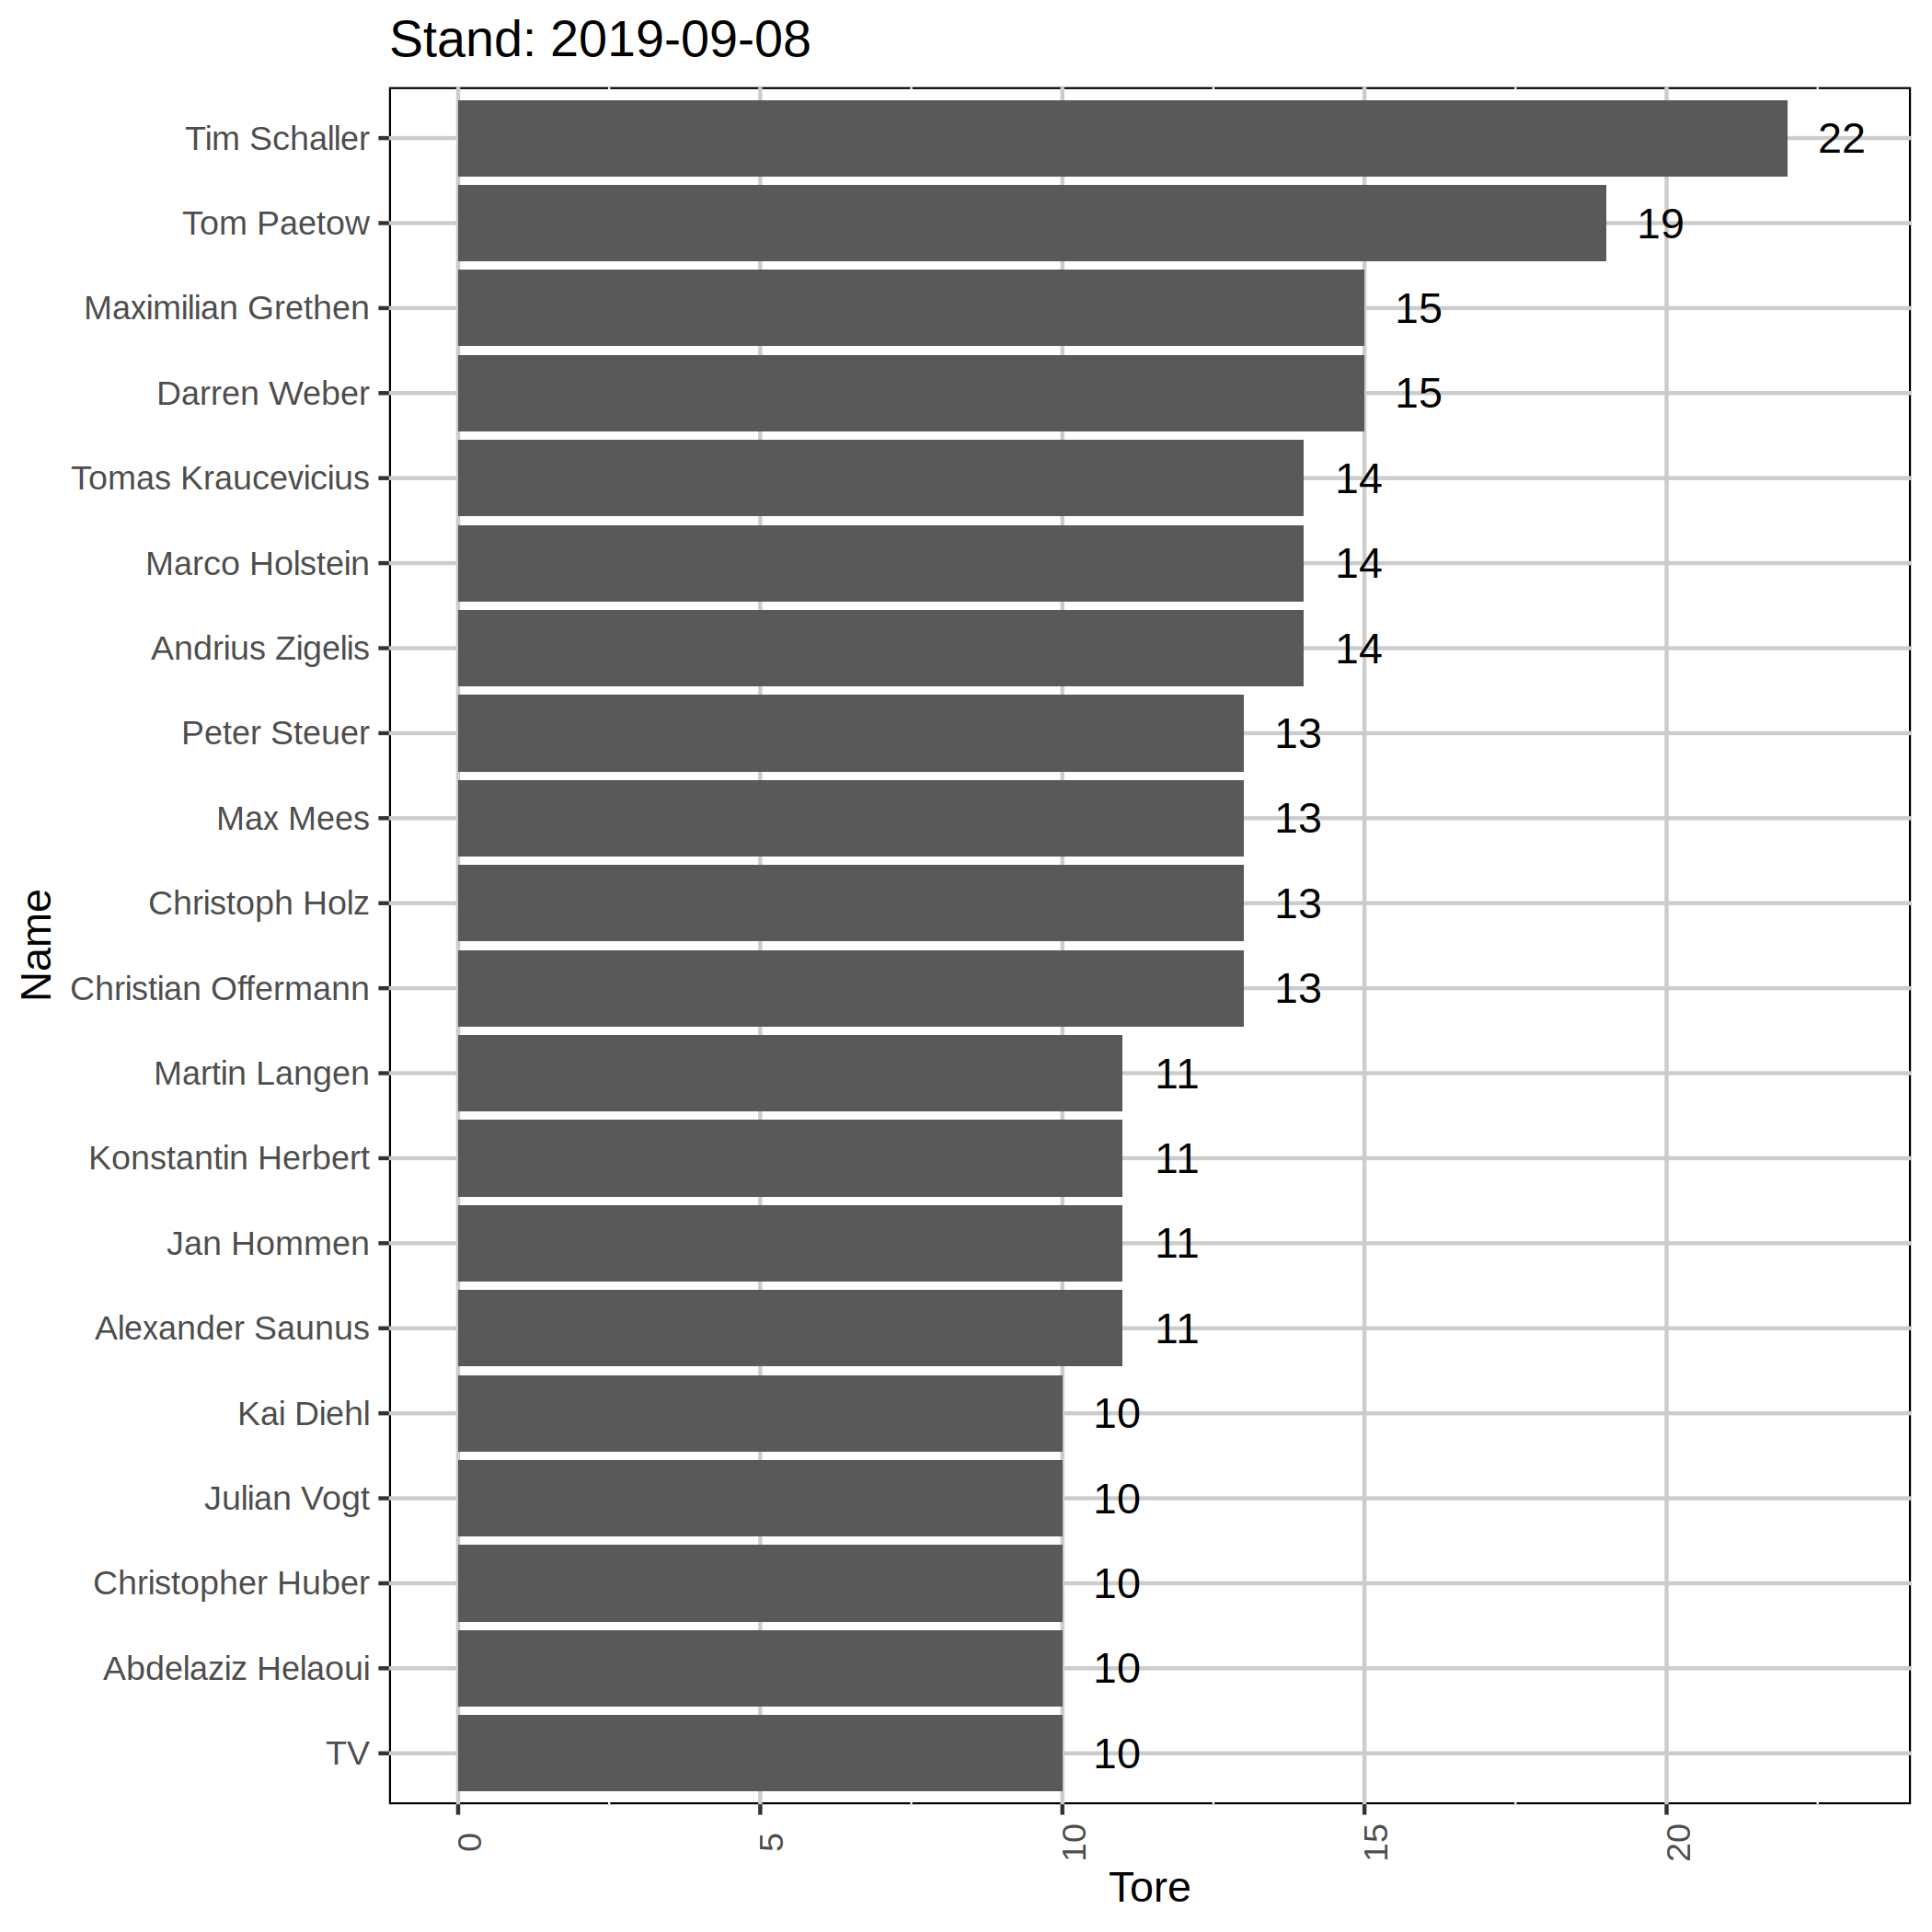 Stand: 2019-09-08
Tim Schaller 22
Tom Paetow 19
Maximilian Grethen 15
Darren Weber 15
Tomas Kraucevicius 14
Marco Holstein 14
Andrius Zigelis 14
Peter Steuer 13
Max Mees 13
Christoph Holz 13
Christian Offermann 13
Martin Langen 11
Konstantin Herbert 11
Jan Hommen 11
Alexander Saunus 11
Kai Diehl 10
Julian Vogt 10
Christopher Huber 10
Abdelaziz Helaoui 10
TV 10
Name
0 5 10 15 20
Tore